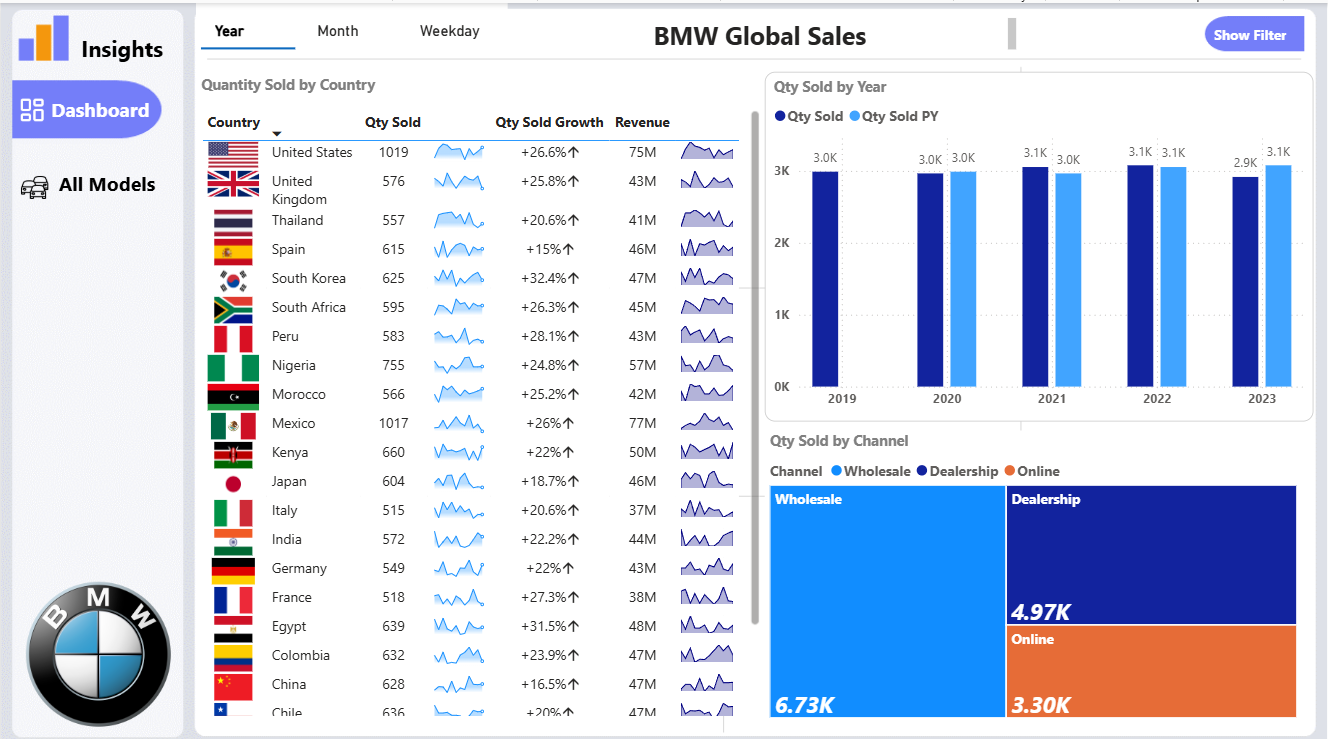 Insights
Dashboard
All Models
BMW
Year Month Weekday
BMW Global Sales
Show Filter
Quantity Sold by Country
Country Qty Sold Qty Sold Growth Revenue
United States 1019 +26.6%↑ 75M
United Kingdom 576 +25.8%↑ 43M
Thailand 557 +20.6%↑ 41M
Spain 615 +15%↑ 46M
South Korea 625 +32.4%↑ 47M
South Africa 595 +26.3%↑ 45M
Peru 583 +28.1%↑ 43M
Nigeria 755 +24.8%↑ 57M
Morocco 566 +25.2%↑ 42M
Mexico 1017 +26%↑ 77M
Kenya 660 +22%↑ 50M
Japan 604 +18.7%↑ 46M
Italy 515 +20.6%↑ 37M
India 572 +22.2%↑ 44M
Germany 549 +22%↑ 43M
France 518 +27.3%↑ 38M
Egypt 639 +31.5%↑ 48M
Colombia 632 +23.9%↑ 47M
China 628 +16.5%↑ 47M
Chile 636 +20%↑ 47M
Qty Sold by Year
Qty Sold Qty Sold PY
3.0K 3.0K 3.0K 3.1K 3.0K 3.1K 3.1K 2.9K 3.1K
3K
2K
1K
0K
2019 2020 2021 2022 2023
Qty Sold by Channel
Channel Wholesale Dealership Online
Wholesale
6.73K
Dealership
4.97K
Online
3.30K